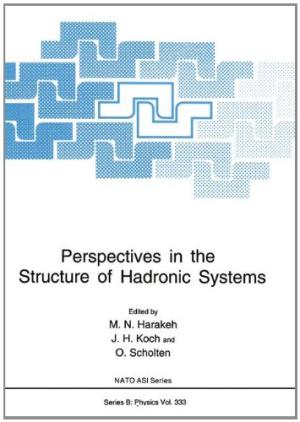 Perspectives in the
Structure of Hadronic Systems
Edited by
M. N. Harakeh
J. H. Koch and
O. Scholten
NATO ASI Series
Series B: Physics Vol. 333